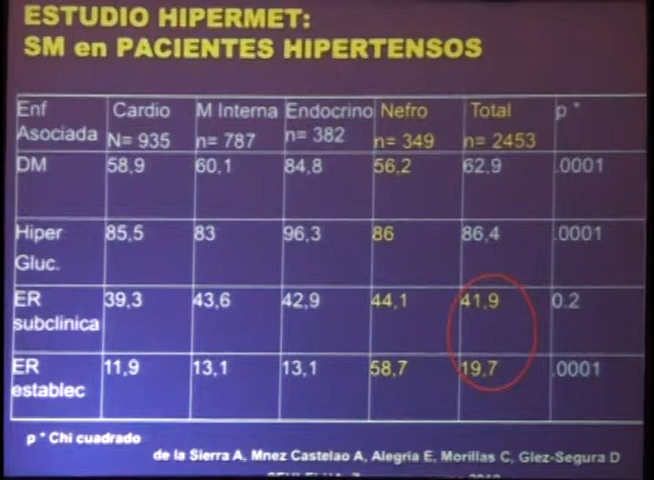 ESTUDIO HIPERMET:
SM en PACIENTES HIPERTENSOS
Enf Asociada Cardio N= 935 M Interna n= 787 Endocrino n= 382 Nefro n= 349 Total n= 2453 p *
DM 58,9 60,1 84,8 56,2 62,9 .0001
Hiper Gluc. 85,5 83 96,3 86 86,4 .0001
ER subclinica 39,3 43,6 42,9 44,1 41,9 0.2
ER establec 11,9 13,1 13,1 58,7 19,7 .0001
p * Chi cuadrado
de la Sierra A, Mnez Castelao A, Alegria E, Morillas C, Glez-Segura D